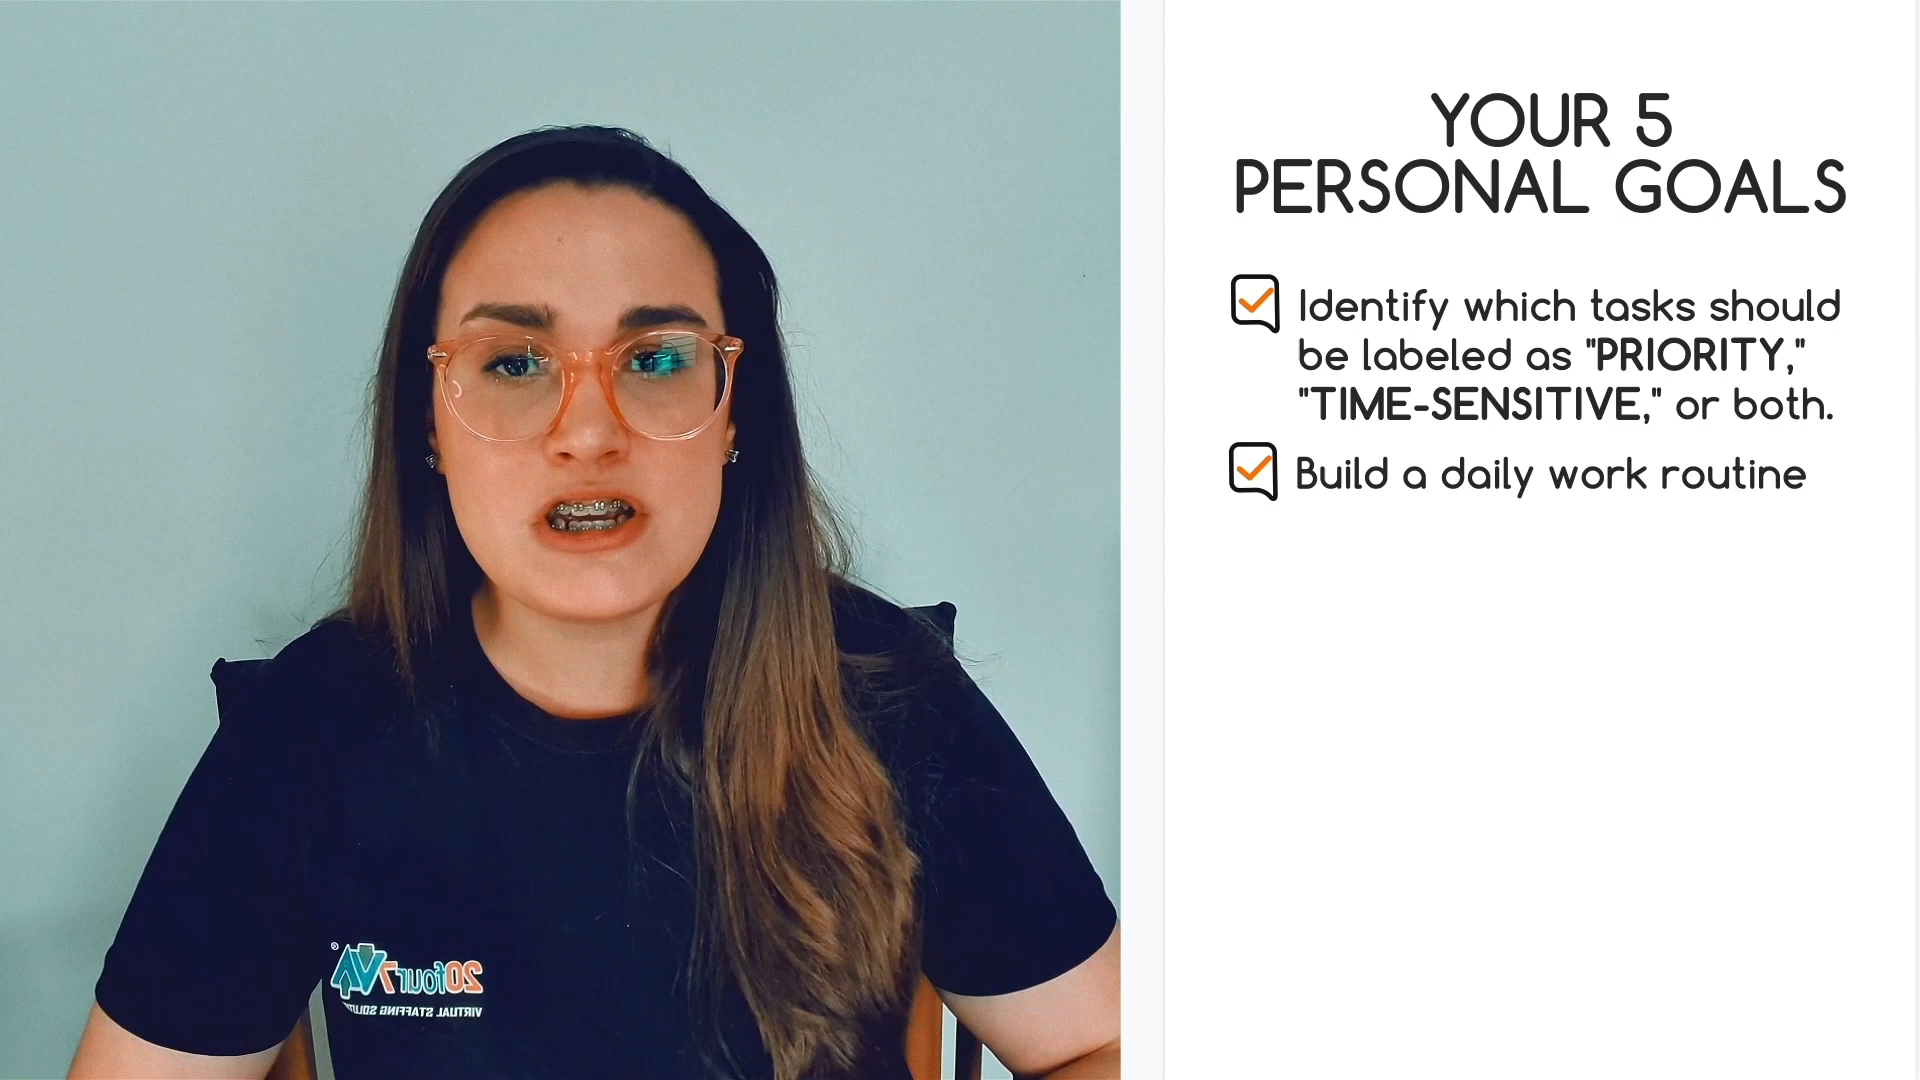 YOUR 5
PERSONAL GOALS
Identify which tasks should
be labeled as "PRIORITY,"
"TIME-SENSITIVE," or both.
Build a daily work routine
20four7VA®
VIRTUAL STAFFING